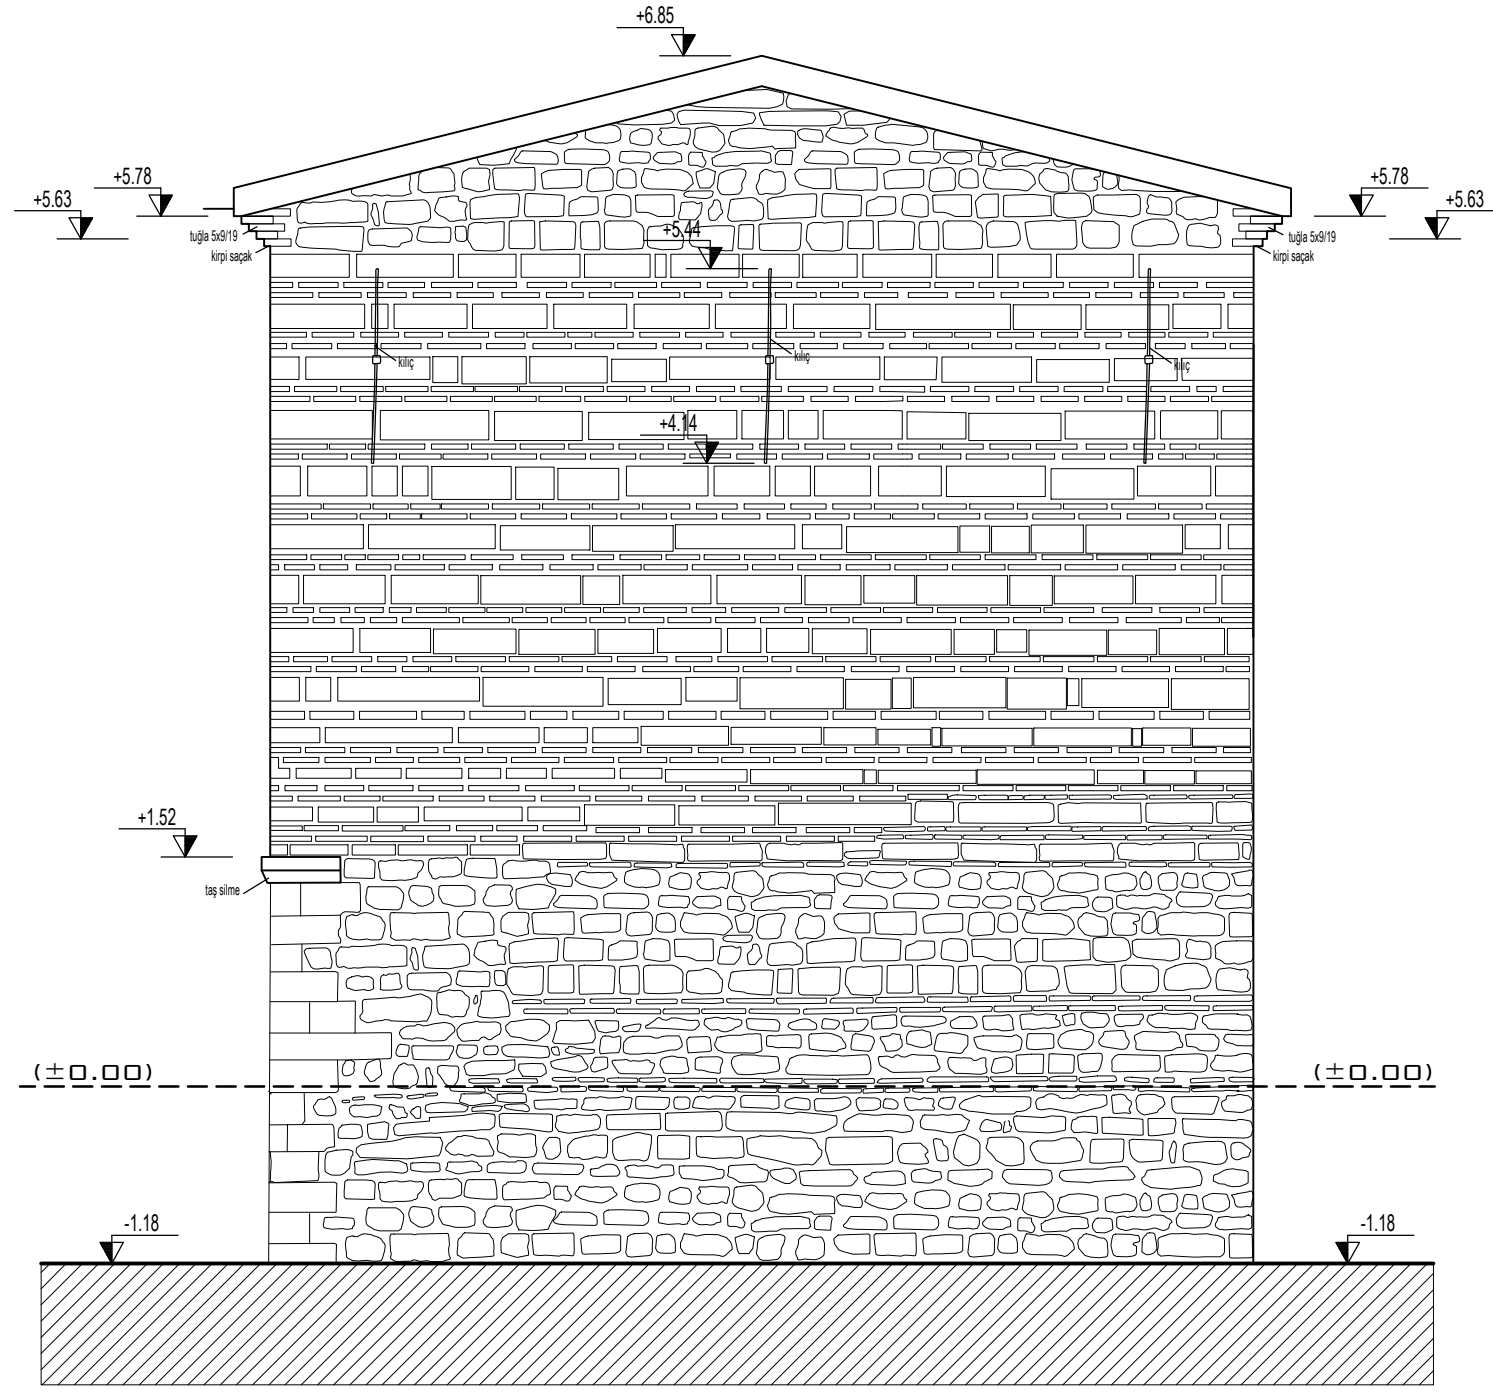 +6.85
+5.78
+5.63
+5.78
+5.63
tuğla 5x9/19
kirpi saçak
+5.44
tuğla 5x9/19
kirpi saçak
kılıç
kılıç
kılıç
+4.14
+1.52
taş silme
(±0.00)
(±0.00)
-1.18
-1.18